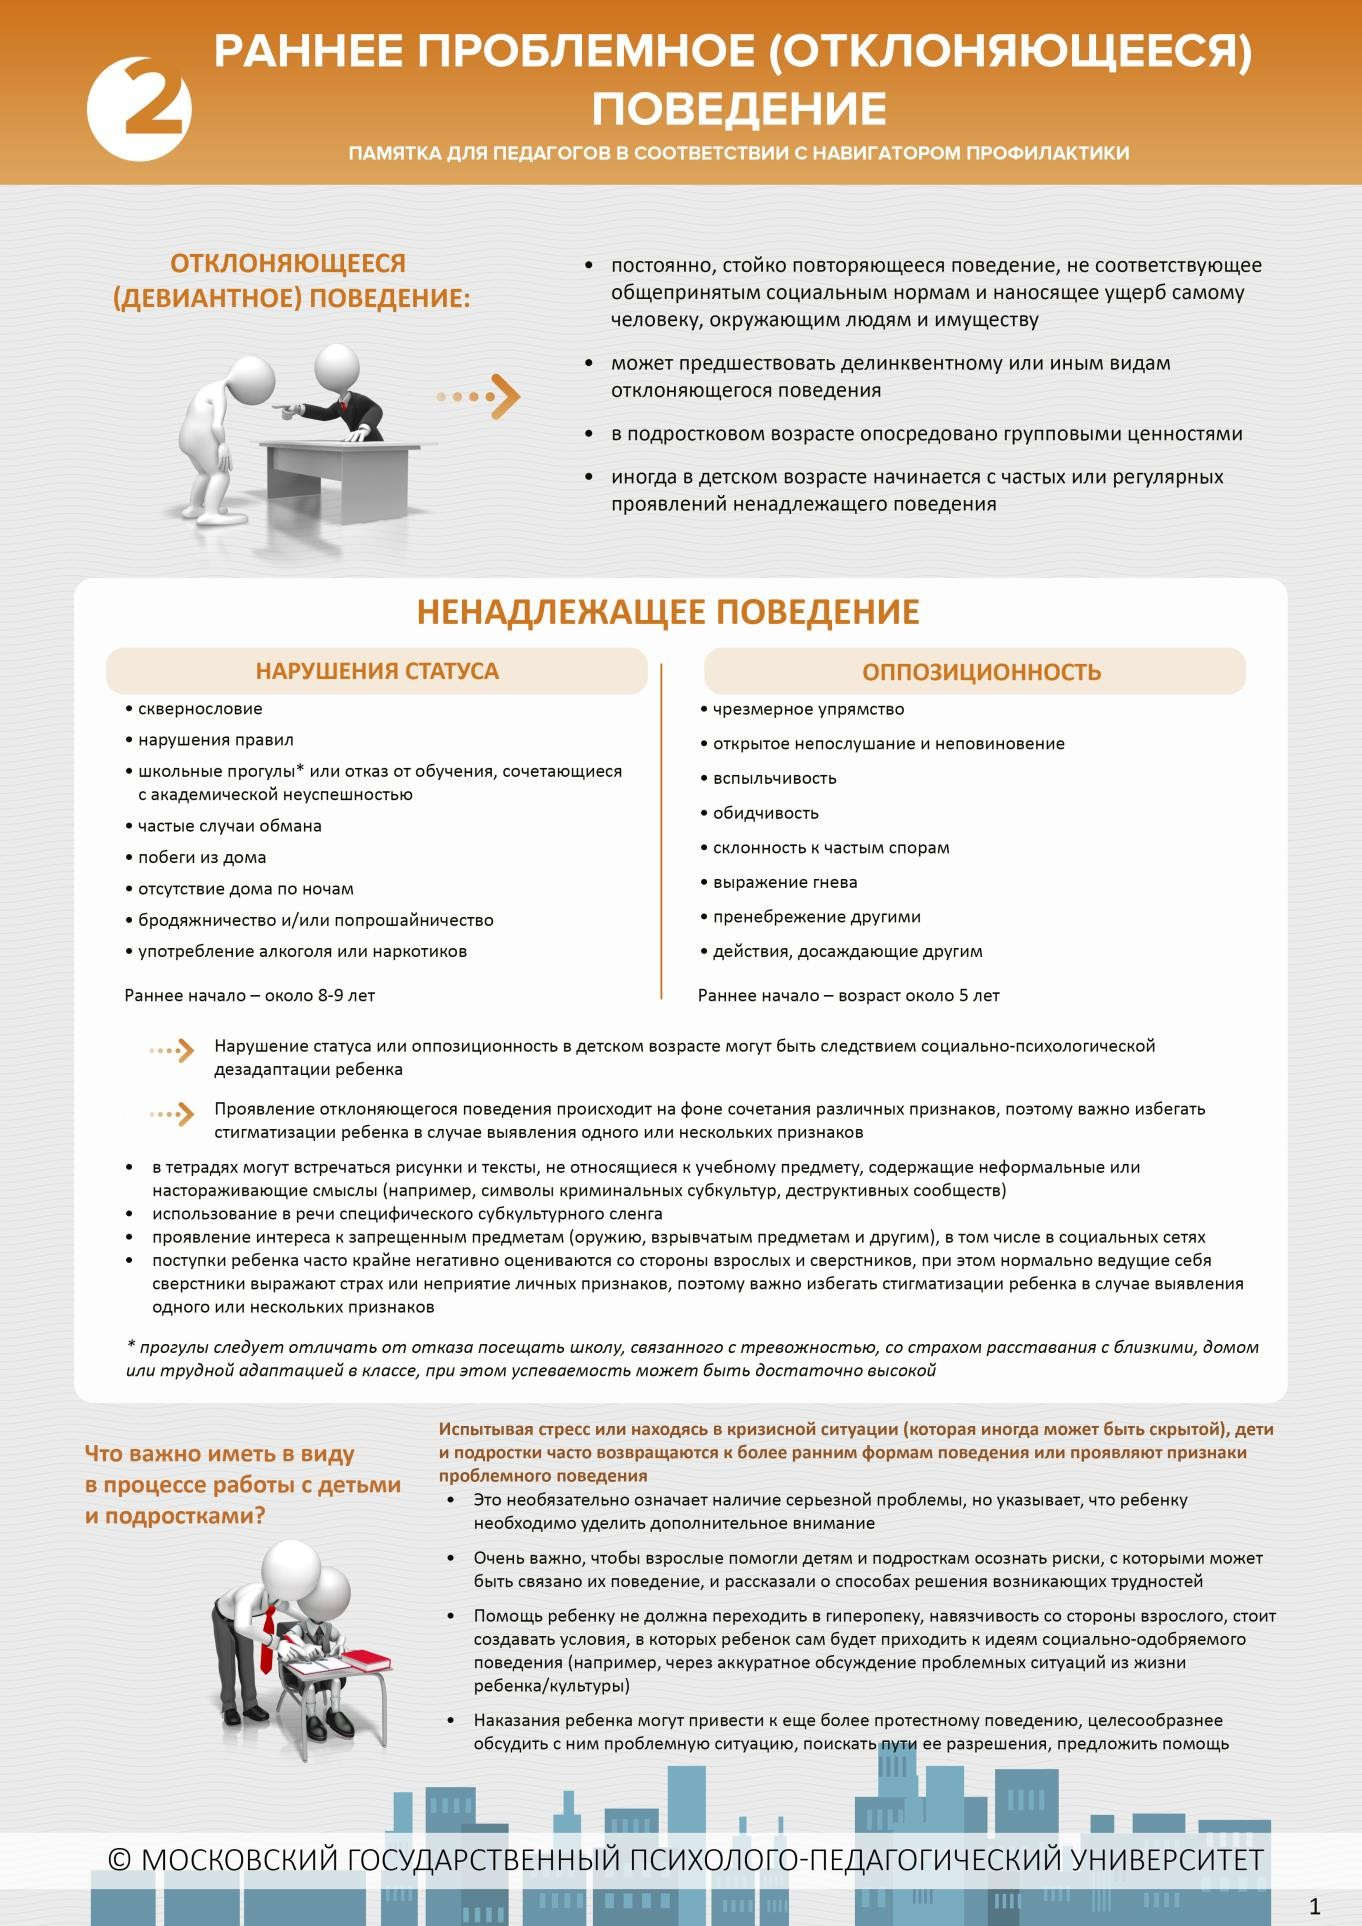 2
РАННЕЕ ПРОБЛЕМНОЕ (ОТКЛОНЯЮЩЕЕСЯ)
ПОВЕДЕНИЕ
ПАМЯТКА ДЛЯ ПЕДАГОГОВ В СООТВЕТСТВИИ С НАВИГАТОРОМ ПРОФИЛАКТИКИ
ОТКЛОНЯЮЩЕЕСЯ
(ДЕВИАНТНОЕ) ПОВЕДЕНИЕ:
• постоянно, стойко повторяющееся поведение, не соответствующее
общепринятым социальным нормам и наносящее ущерб самому
человеку, окружающим людям и имуществу
• может предшествовать делинквентному или иным видам
отклоняющегося поведения
• в подростковом возрасте опосредовано групповыми ценностями
• иногда в детском возрасте начинается с частых или регулярных
проявлений ненадлежащего поведения
НЕНАДЛЕЖАЩЕЕ ПОВЕДЕНИЕ
НАРУШЕНИЯ СТАТУСА
• сквернословие
• нарушения правил
• школьные прогулы* или отказ от обучения, сочетающиеся
с академической неуспешностью
• частые случаи обмана
• побеги из дома
• отсутствие дома по ночам
• бродяжничество и/или попрошайничество
• употребление алкоголя или наркотиков
Раннее начало – около 8-9 лет
ОППОЗИЦИОННОСТЬ
• чрезмерное упрямство
• открытое непослушание и неповиновение
• вспыльчивость
• обидчивость
• склонность к частым спорам
• выражение гнева
• пренебрежение другими
• действия, досаждающие другим
Раннее начало – возраст около 5 лет
Нарушение статуса или оппозиционность в детском возрасте могут быть следствием социально-психологической
дезадаптации ребенка
Проявление отклоняющегося поведения происходит на фоне сочетания различных признаков, поэтому важно избегать
стигматизации ребенка в случае выявления одного или нескольких признаков
• в тетрадях могут встречаться рисунки и тексты, не относящиеся к учебному предмету, содержащие неформальные или
настораживающие смыслы (например, символы криминальных субкультур, деструктивных сообществ)
• использование в речи специфического субкультурного сленга
• проявление интереса к запрещенным предметам (оружию, взрывчатым предметам и другим), в том числе в социальных сетях
• поступки ребенка часто крайне негативно оцениваются со стороны взрослых и сверстников, при этом нормально ведущие себя
сверстники выражают страх или неприятие личных признаков, поэтому важно избегать стигматизации ребенка в случае выявления
одного или нескольких признаков
* прогулы следует отличать от отказа посещать школу, связанного с тревожностью, со страхом расставания с близкими, домом
или трудной адаптацией в классе, при этом успеваемость может быть достаточно высокой
Что важно иметь в виду
в процессе работы с детьми
и подростками?
Испытывая стресс или находясь в кризисной ситуации (которая иногда может быть скрытой), дети
и подростки часто возвращаются к более ранним формам поведения или проявляют признаки
проблемного поведения
• Это необязательно означает наличие серьезной проблемы, но указывает, что ребенку
необходимо уделить дополнительное внимание
• Очень важно, чтобы взрослые помогли детям и подросткам осознать риски, с которыми может
быть связано их поведение, и рассказали о способах решения возникающих трудностей
• Помощь ребенку не должна переходить в гиперопеку, навязчивость со стороны взрослого, стоит
создавать условия, в которых ребенок сам будет приходить к идеям социально-одобряемого
поведения (например, через аккуратное обсуждение проблемных ситуаций из жизни
ребенка/культуры)
• Наказания ребенка могут привести к еще более протестному поведению, целесообразнее
обсудить с ним проблемную ситуацию, поискать пути ее разрешения, предложить помощь
© МОСКОВСКИЙ ГОСУДАРСТВЕННЫЙ ПСИХОЛОГО-ПЕДАГОГИЧЕСКИЙ УНИВЕРСИТЕТ
1